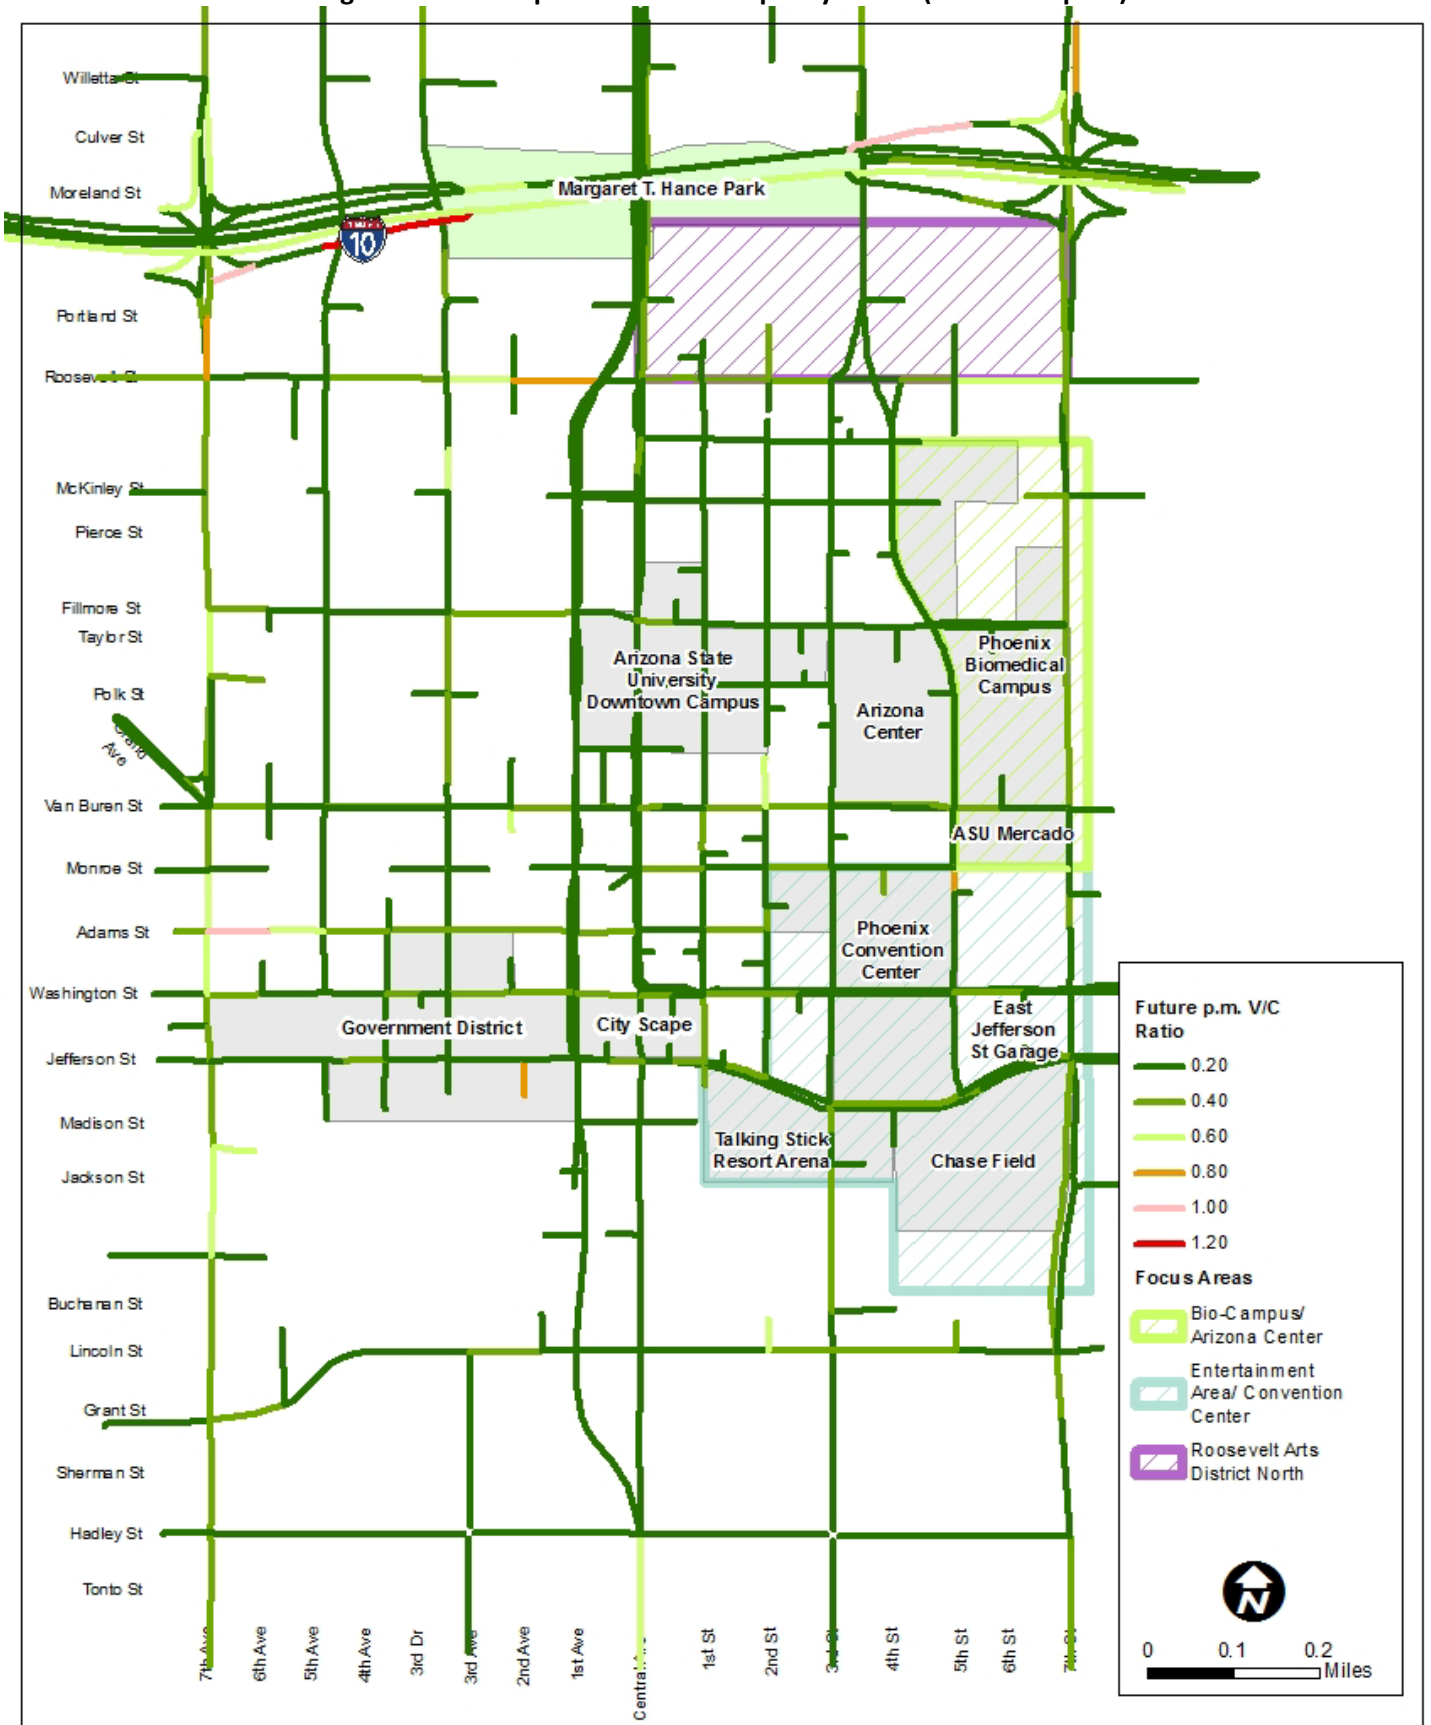 Willetta St
Culver St
Moreland St
Margaret T. Hance Park
10
Portland St
Roosevelt St
McKinley St
Pierce St
Fillmore St
Taylor St
Polk St
Grand
Ave
Arizona State
University
Downtown Campus
Arizona
Center
Phoenix
Biomedical
Campus
Van Buren St
ASU Mercado
Monroe St
Adams St
Phoenix
Convention
Center
Washington St
Government District
City Scape
East
Jefferson
St Garage
Jefferson St
Madison St
Talking Stick
Resort Arena
Chase Field
Jackson St
Buchanan St
Lincoln St
Grant St
Sherman St
Hadley St
Tonto St
7th Ave
6th Ave
5th Ave
4th Ave
3rd Dr
3rd Ave
2nd Ave
1st Ave
Central Ave
1st St
2nd St
3rd St
4th St
5th St
6th St
7th St
Future p.m. V/C
Ratio
0.20
0.40
0.60
0.80
1.00
1.20
Focus Areas
Bio-Campus/
Arizona Center
Entertainment
Area/ Convention
Center
Roosevelt Arts
District North
N
0 0.1 0.2
Miles